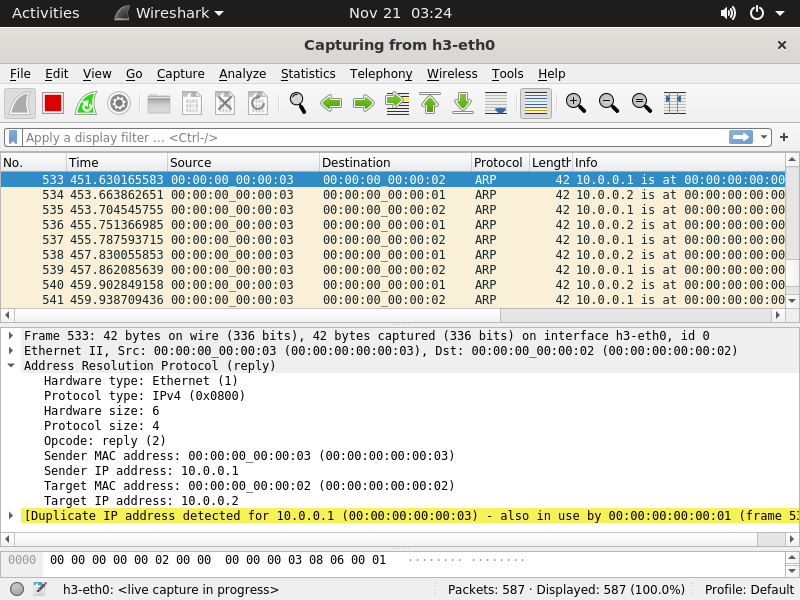 Activities Wireshark Nov 21 03:24
Capturing from h3-eth0 ×
File Edit View Go Capture Analyze Statistics Telephony Wireless Tools Help
Apply a display filter ... <Ctrl-/> +
No. Time Source Destination Protocol Length Info
533 451.630165583 00:00:00_00:00:03 00:00:00_00:00:02 ARP 42 10.0.0.1 is at 00:00:00:00:00
534 453.663862651 00:00:00_00:00:03 00:00:00_00:00:01 ARP 42 10.0.0.2 is at 00:00:00:00:00
535 453.704545755 00:00:00_00:00:03 00:00:00_00:00:02 ARP 42 10.0.0.1 is at 00:00:00:00:00
536 455.751366985 00:00:00_00:00:03 00:00:00_00:00:01 ARP 42 10.0.0.2 is at 00:00:00:00:00
537 455.787593715 00:00:00_00:00:03 00:00:00_00:00:02 ARP 42 10.0.0.1 is at 00:00:00:00:00
538 457.830055853 00:00:00_00:00:03 00:00:00_00:00:01 ARP 42 10.0.0.2 is at 00:00:00:00:00
539 457.862085639 00:00:00_00:00:03 00:00:00_00:00:02 ARP 42 10.0.0.1 is at 00:00:00:00:00
540 459.902849158 00:00:00_00:00:03 00:00:00_00:00:01 ARP 42 10.0.0.2 is at 00:00:00:00:00
541 459.938709436 00:00:00_00:00:03 00:00:00_00:00:02 ARP 42 10.0.0.1 is at 00:00:00:00:00
Frame 533: 42 bytes on wire (336 bits), 42 bytes captured (336 bits) on interface h3-eth0, id 0
Ethernet II, Src: 00:00:00_00:00:03 (00:00:00:00:00:03), Dst: 00:00:00_00:00:02 (00:00:00:00:00:02)
Address Resolution Protocol (reply)
Hardware type: Ethernet (1)
Protocol type: IPv4 (0x0800)
Hardware size: 6
Protocol size: 4
Opcode: reply (2)
Sender MAC address: 00:00:00_00:00:03 (00:00:00:00:00:03)
Sender IP address: 10.0.0.1
Target MAC address: 00:00:00_00:00:02 (00:00:00:00:00:02)
Target IP address: 10.0.0.2
[Duplicate IP address detected for 10.0.0.1 (00:00:00:00:00:03) - also in use by 00:00:00:00:00:01 (frame 53
0000 00 00 00 00 00 02 00 00 00 00 00 03 08 06 00 01 ········ ········
h3-eth0: <live capture in progress> Packets: 587 · Displayed: 587 (100.0%) Profile: Default